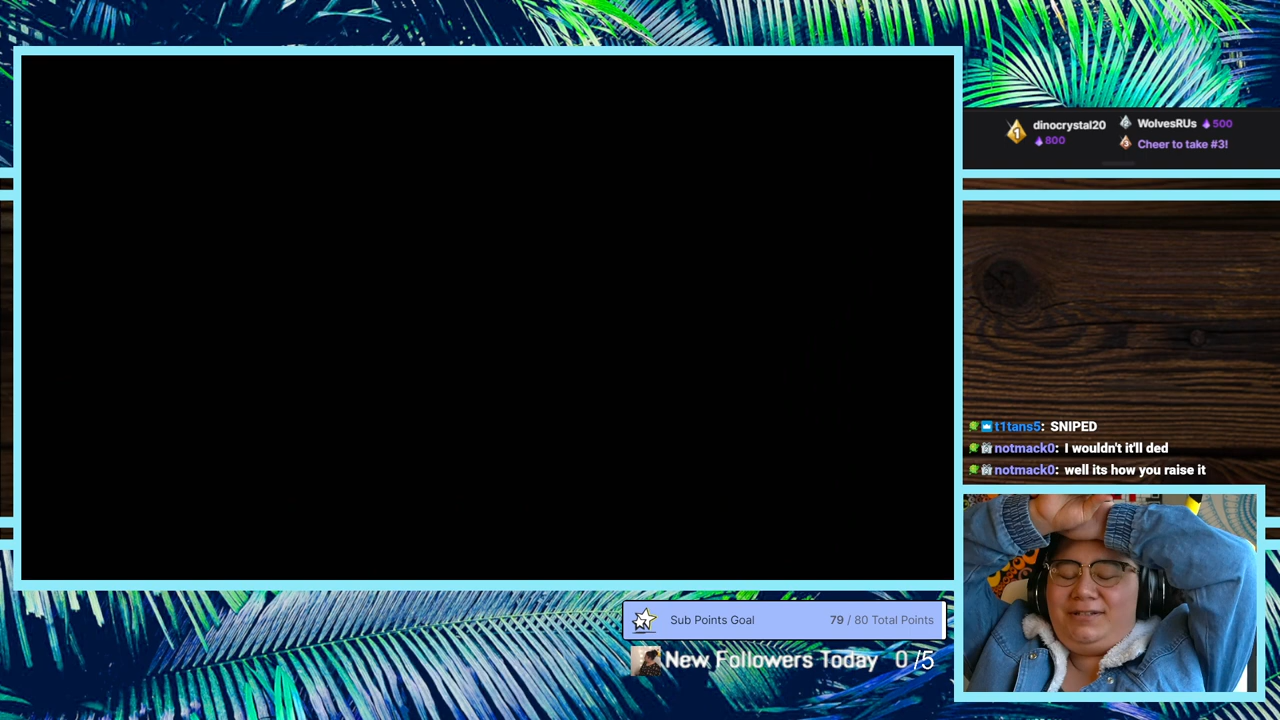 dinocrystal20
800
WolvesRUs 500
Cheer to take #3!
t1tans5: SNIPED
notmack0: I wouldn't it'll ded
notmack0: well its how you raise it
Sub Points Goal 79 / 80 Total Points
New Followers Today 0 /5